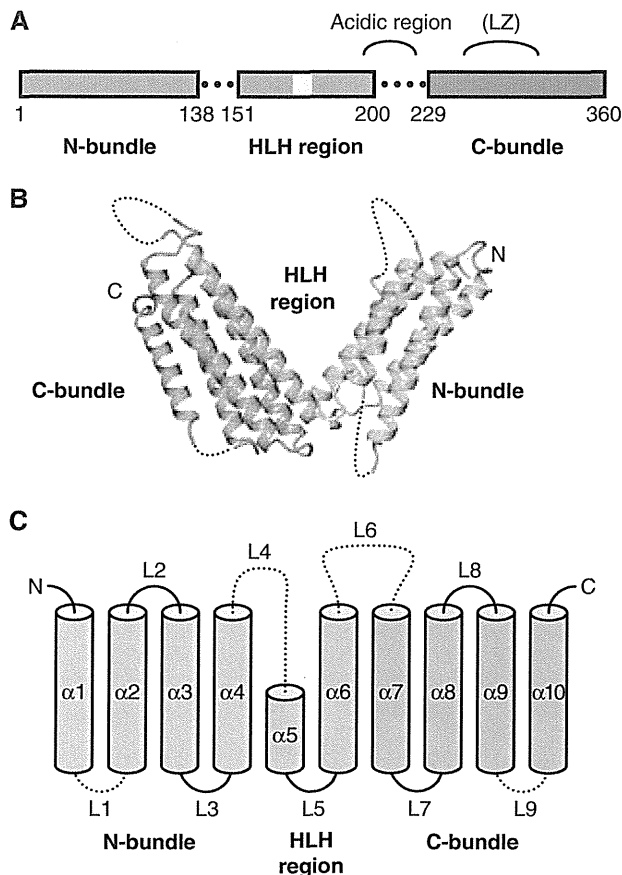 A
Acidic region (LZ)
1 138 151 200 229 360
N-bundle HLH region C-bundle
B
N
HLH
region
C
C-bundle N-bundle
C
L6
L4
L2 L8
N C
α1 α2 α3 α4 α5 α6 α7 α8 α9 α10
L1 L3 L5 L7 L9
N-bundle HLH C-bundle
region